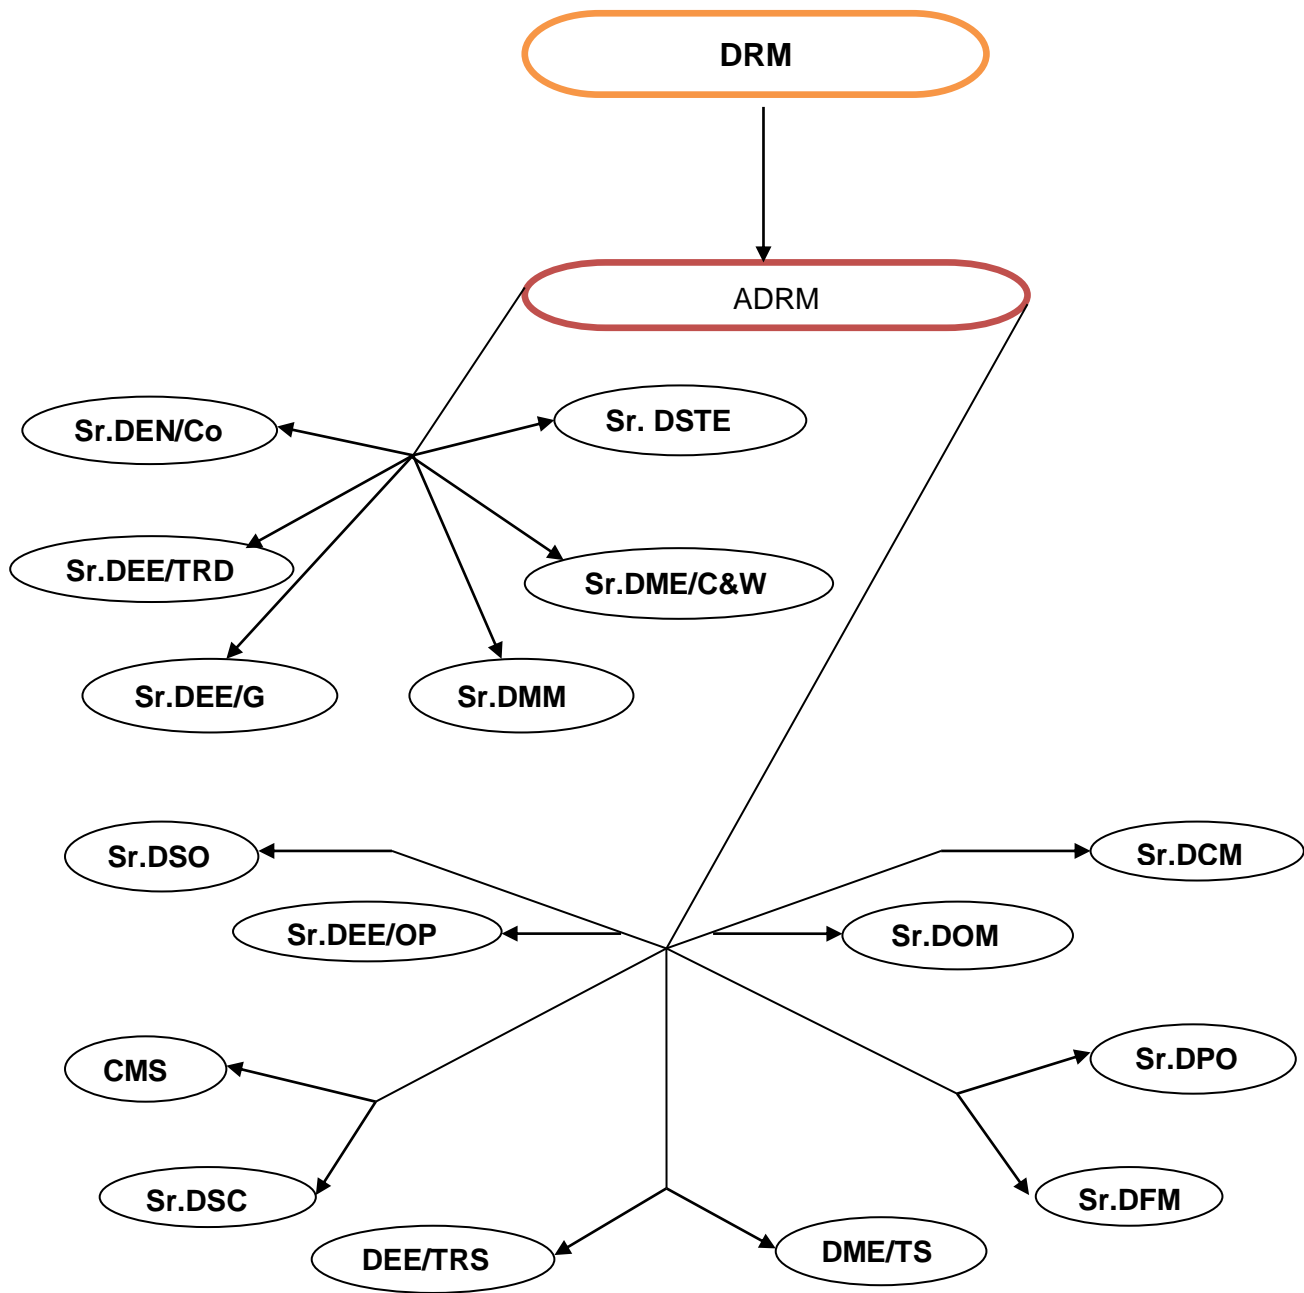 DRM
ADRM
Sr.DEN/Co
Sr. DSTE
Sr.DEE/TRD
Sr.DME/C&W
Sr.DEE/G
Sr.DMM
Sr.DSO
Sr.DCM
Sr.DEE/OP
Sr.DOM
CMS
Sr.DPO
Sr.DSC
Sr.DFM
DEE/TRS
DME/TS